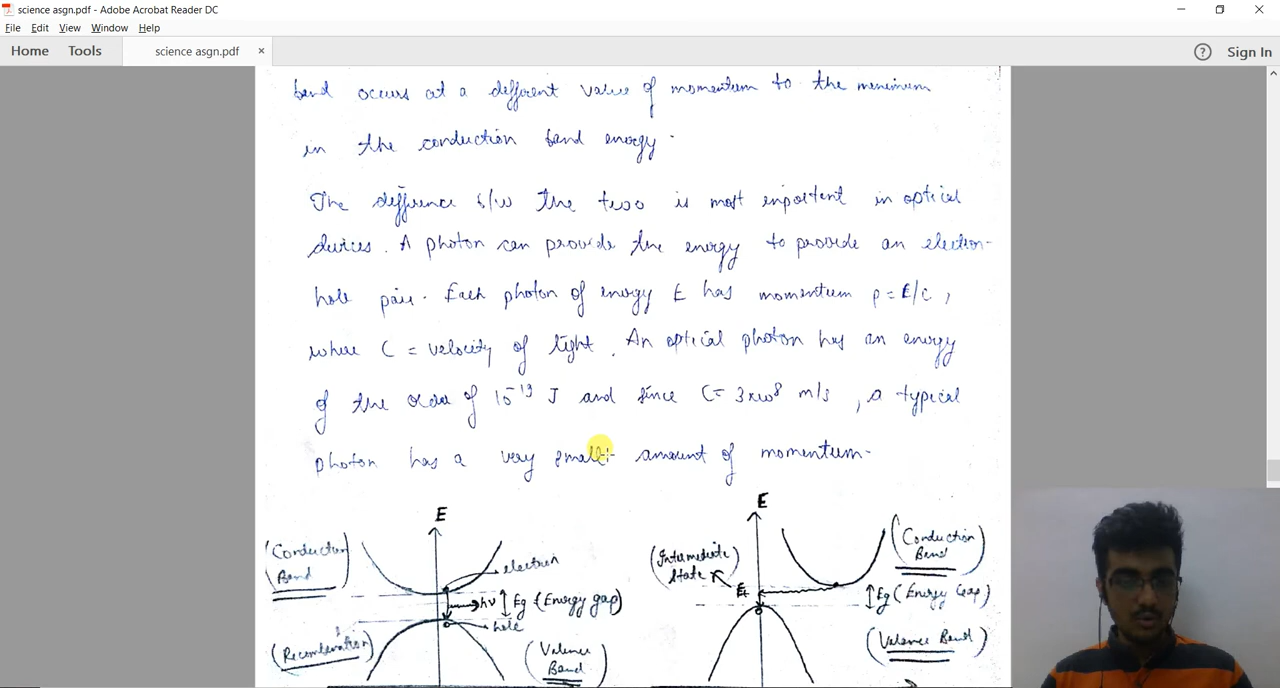 science asgn.pdf - Adobe Acrobat Reader DC
File Edit View Window Help
Home Tools science asgn.pdf × ? Sign In
band occurs at a different value of momentum to the minimum
in the conduction band energy.
The difference b/w the two is most important in optical
devices. A photon can provide the energy to provide an electron-
hole pair. Each photon of energy E has momentum p = E/c,
where C = velocity of light. An optical photon has an energy
of the order of 10⁻¹⁹ J and since C = 3×10⁸ m/s, a typical
photon has a very small amount of momentum.
E
(Conduction
Band)
electron
hν
Eg (Energy gap)
hole
(Recombination)
(Valence
Band)
E
(Intermediate
State)
Et
(Conduction
Band)
Eg (Energy Gap)
(Valence Band)